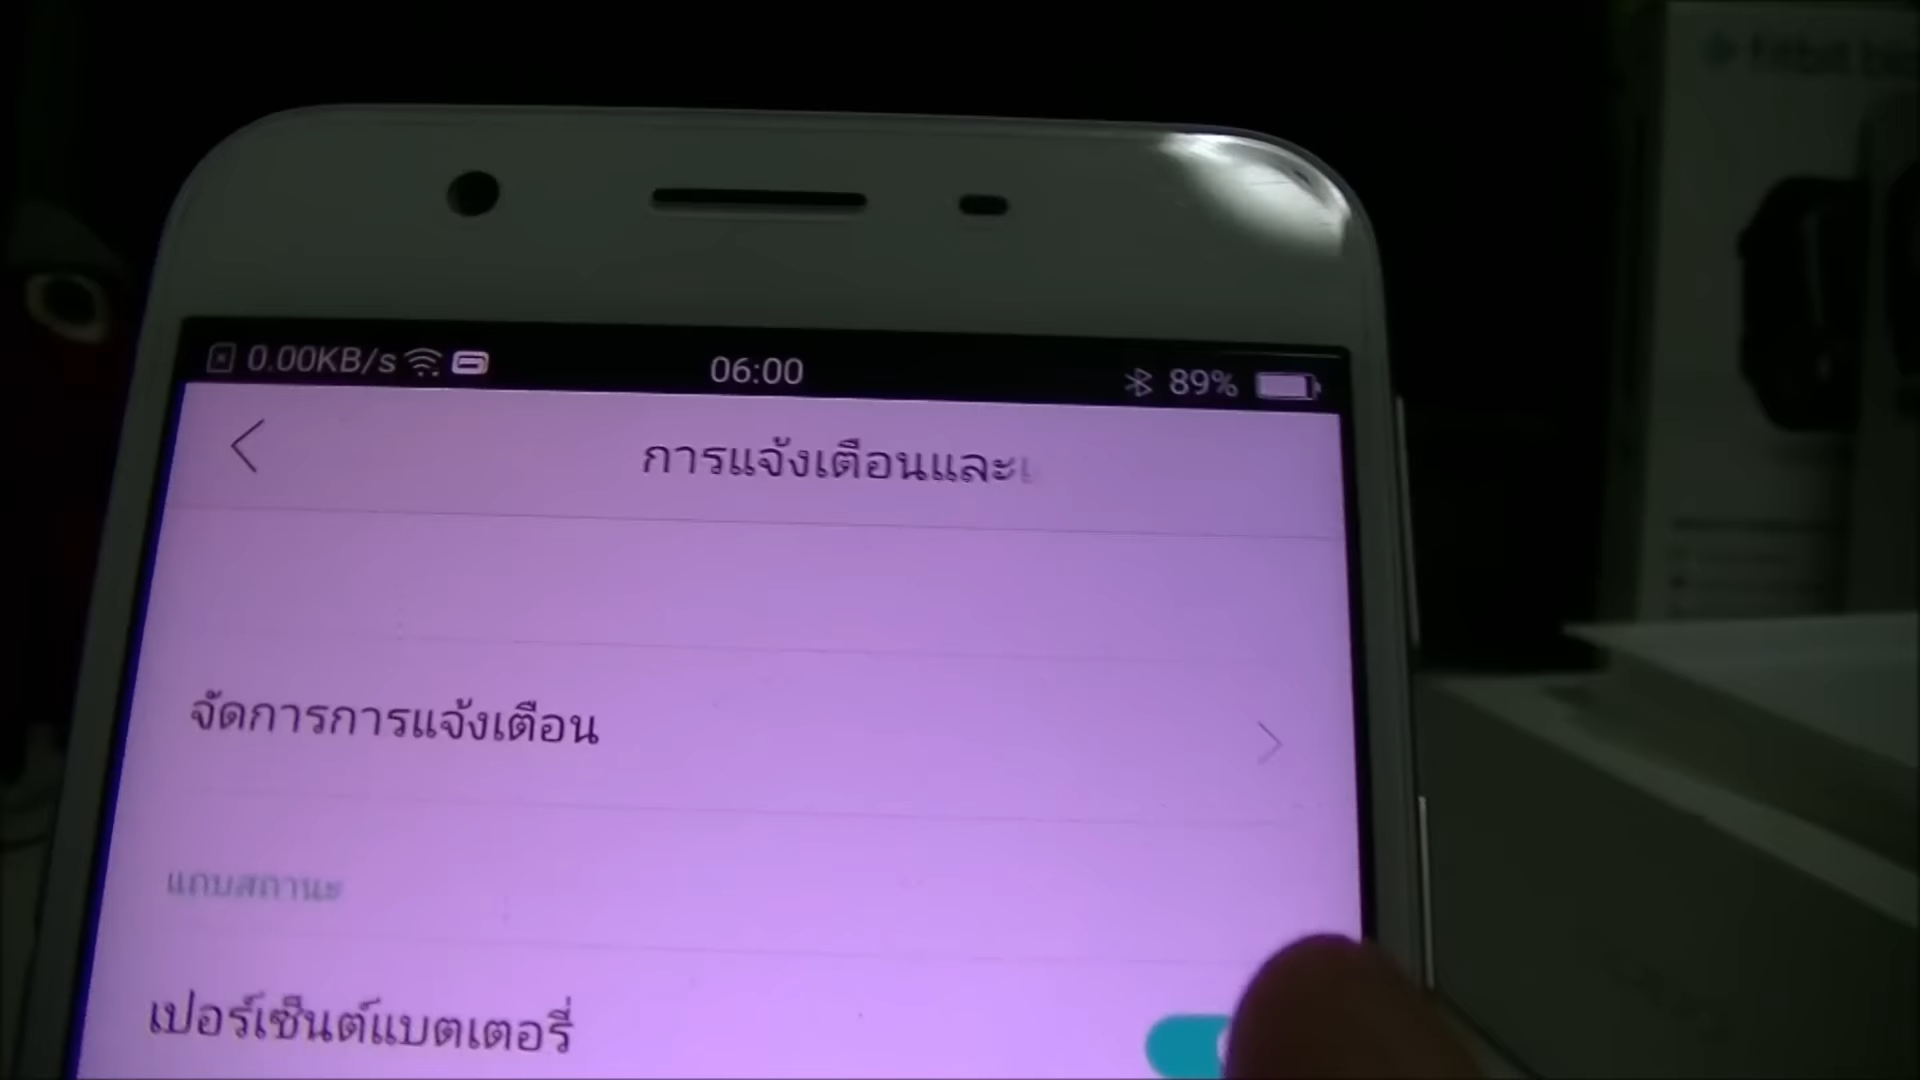 0.00KB/s 06:00 89%
การแจ้งเตือนและ
จัดการการแจ้งเตือน
แถบสถานะ
เปอร์เซ็นต์แบตเตอรี่
fitbit